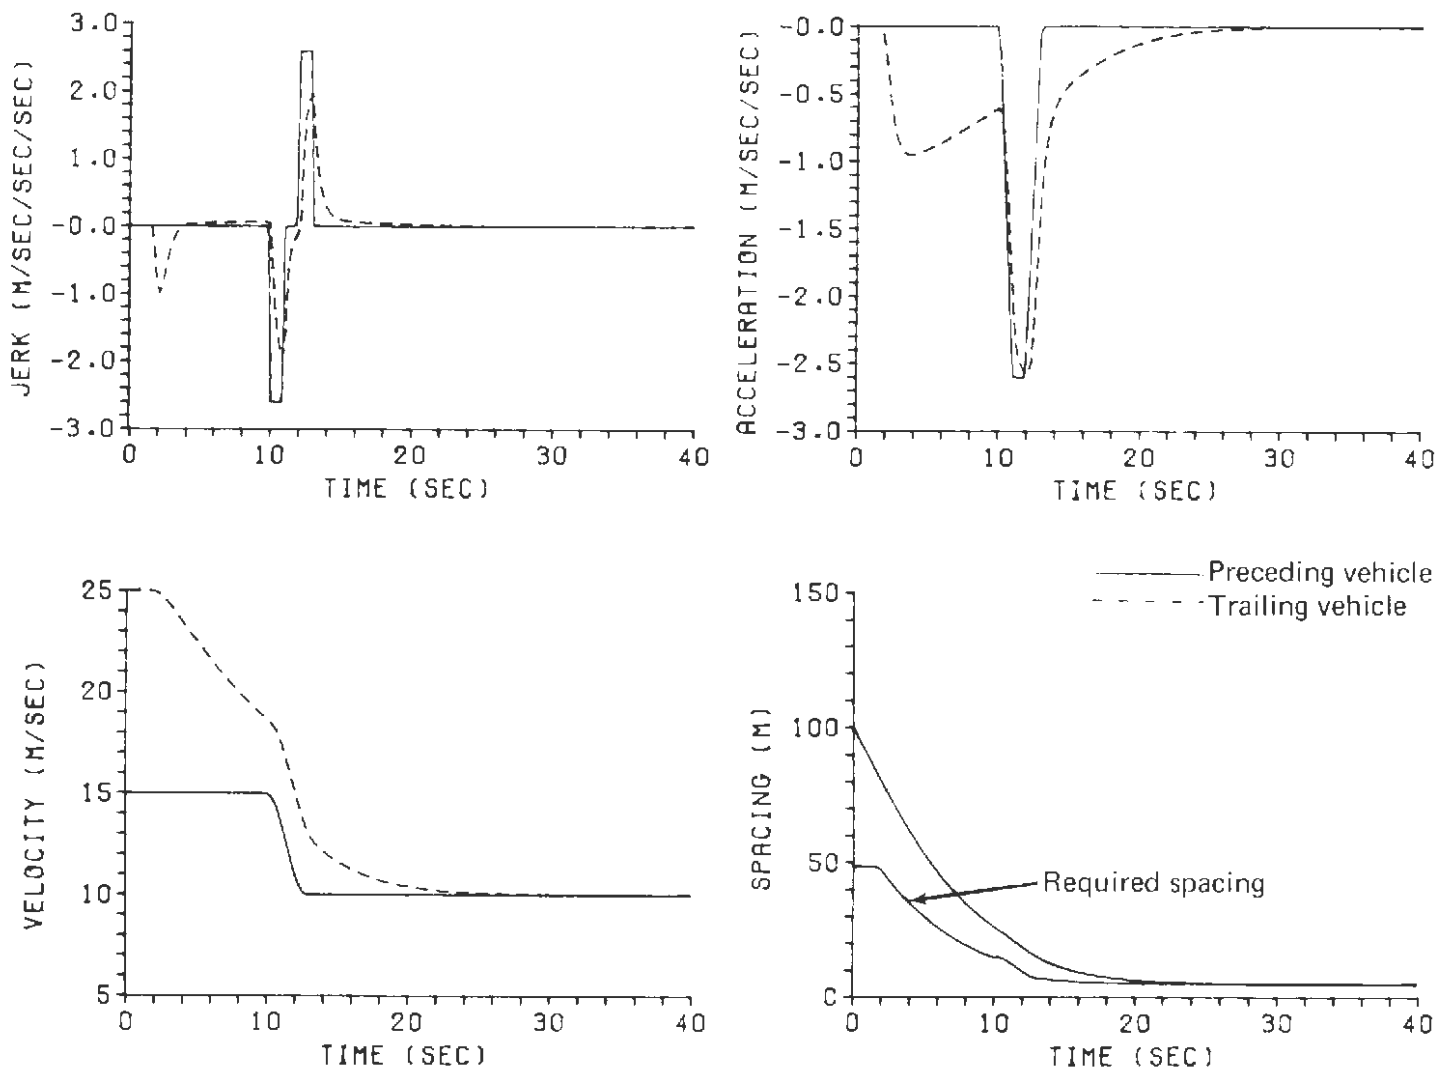 JERK (M/SEC/SEC/SEC)
3.0
2.0
1.0
-0.0
-1.0
-2.0
-3.0
0 10 20 30 40
TIME (SEC)
ACCELERATION (M/SEC/SEC)
-0.0
-0.5
-1.0
-1.5
-2.0
-2.5
-3.0
0 10 20 30 40
TIME (SEC)
VELOCITY (M/SEC)
25
20
15
10
5
0 10 20 30 40
TIME (SEC)
Preceding vehicle
Trailing vehicle
SPACING (M)
150
100
50
0
Required spacing
0 10 20 30 40
TIME (SEC)